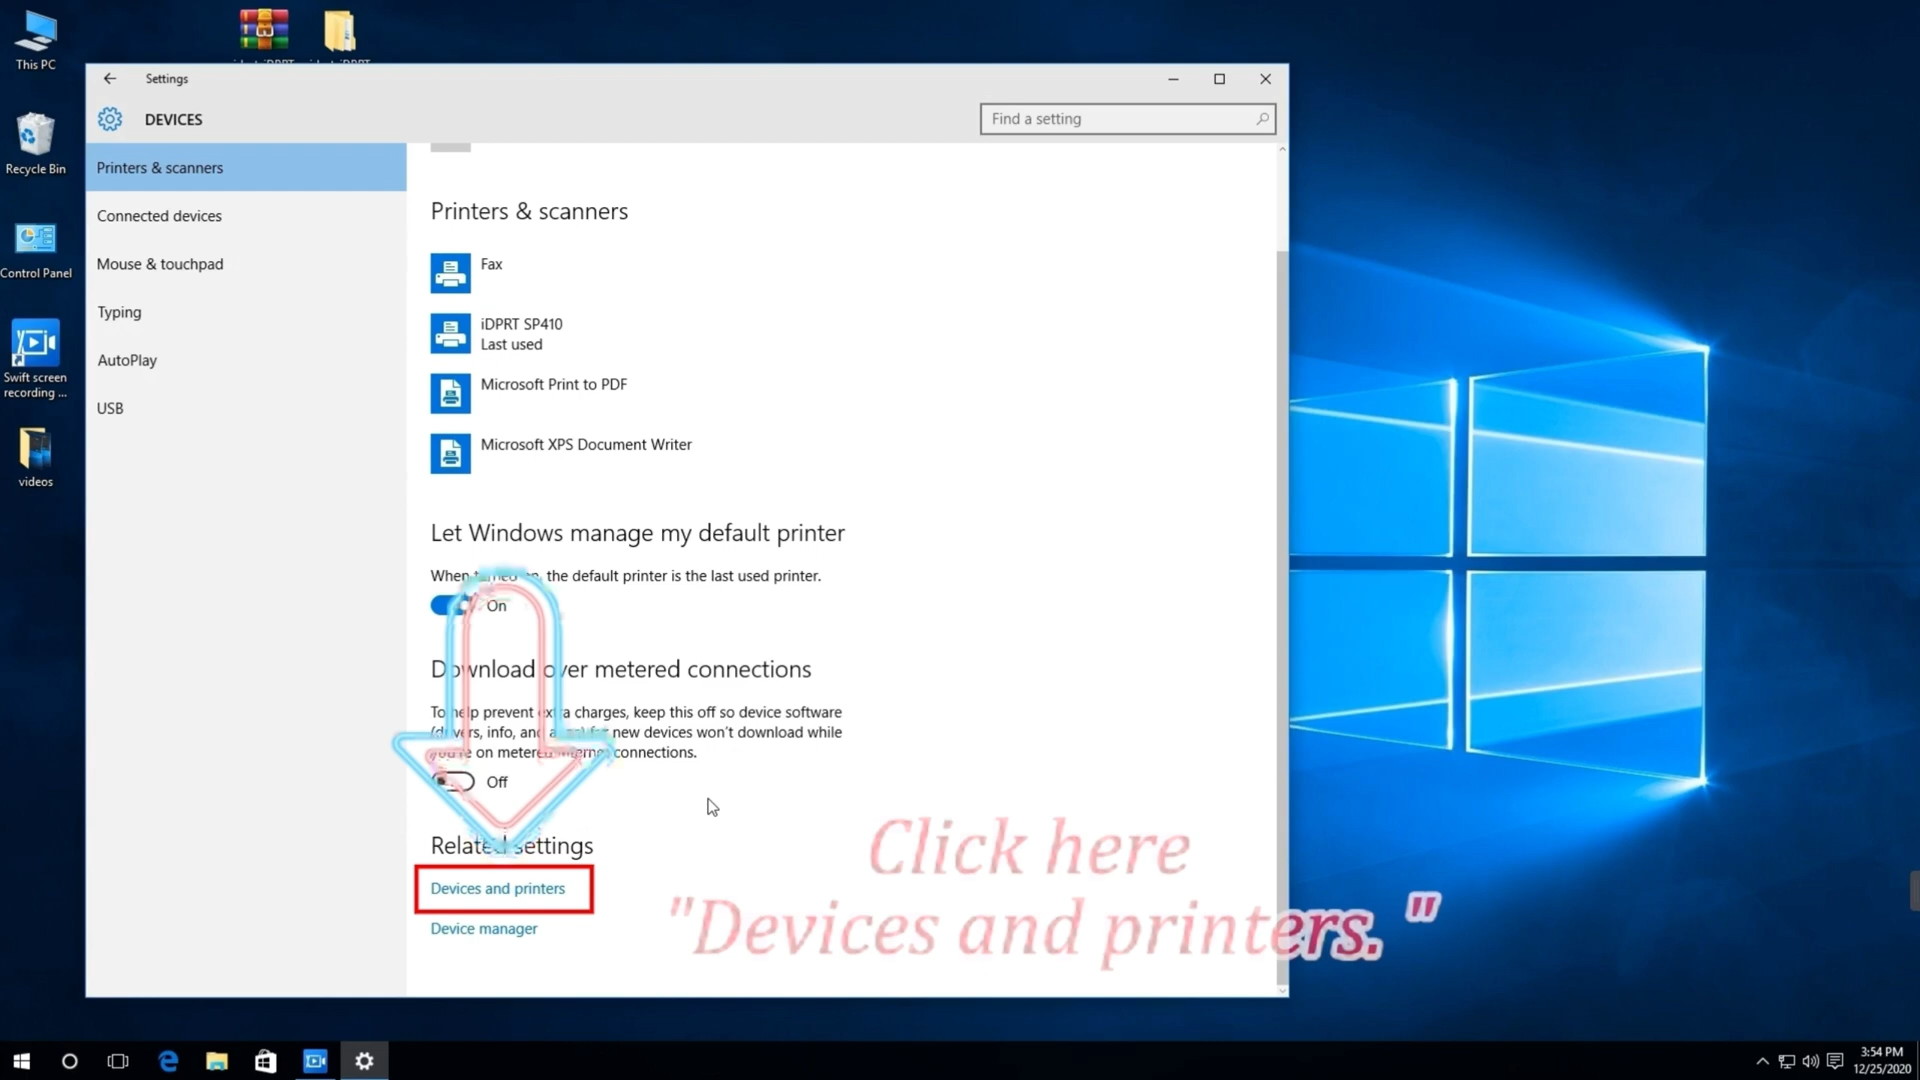 This PC
Recycle Bin
Control Panel
Swift screen
recording ...
videos
Settings
DEVICES
Find a setting
Printers & scanners
Connected devices
Mouse & touchpad
Typing
AutoPlay
USB
Printers & scanners
Fax
iDPRT SP410
Last used
Microsoft Print to PDF
Microsoft XPS Document Writer
Let Windows manage my default printer
When turned on, the default printer is the last used printer.
On
Download over metered connections
To help prevent extra charges, keep this off so device software
(drivers, info, and apps) for new devices won't download while
you're on metered Internet connections.
Off
Related settings
Devices and printers
Device manager
Click here
"Devices and printers. "
3:54 PM
12/25/2020